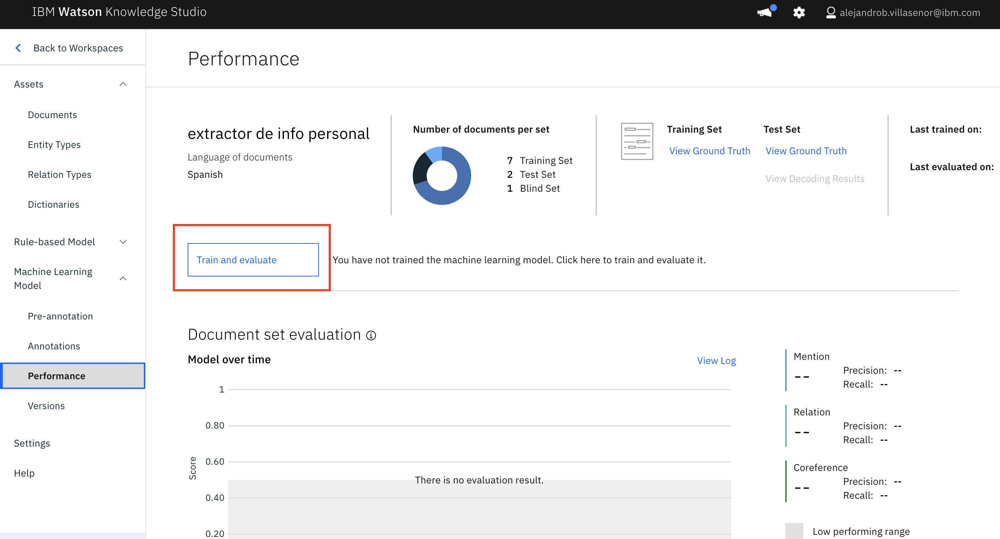 IBM Watson Knowledge Studio
alejandrob.villasenor@ibm.com
Back to Workspaces
Assets
Documents
Entity Types
Relation Types
Dictionaries
Rule-based Model
Machine Learning
Model
Pre-annotation
Annotations
Performance
Versions
Settings
Help
Performance
extractor de info personal
Language of documents
Spanish
Number of documents per set
7 Training Set
2 Test Set
1 Blind Set
Training Set
View Ground Truth
Test Set
View Ground Truth
View Decoding Results
Last trained on:
Last evaluated on:
Train and evaluate
You have not trained the machine learning model. Click here to train and evaluate it.
Document set evaluation
Model over time
View Log
Score
1
0.80
0.60
0.40
0.20
There is no evaluation result.
Mention
--
Precision: --
Recall: --
Relation
--
Precision: --
Recall: --
Coreference
--
Precision: --
Recall: --
Low performing range